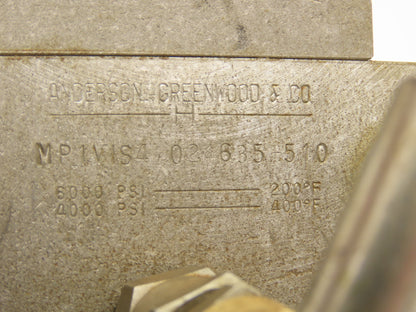 ANDERSON, GREENWOOD & CO.
H
MP1VIS4 02 685-510
6000 PSI 200°F
4000 PSI 400°F